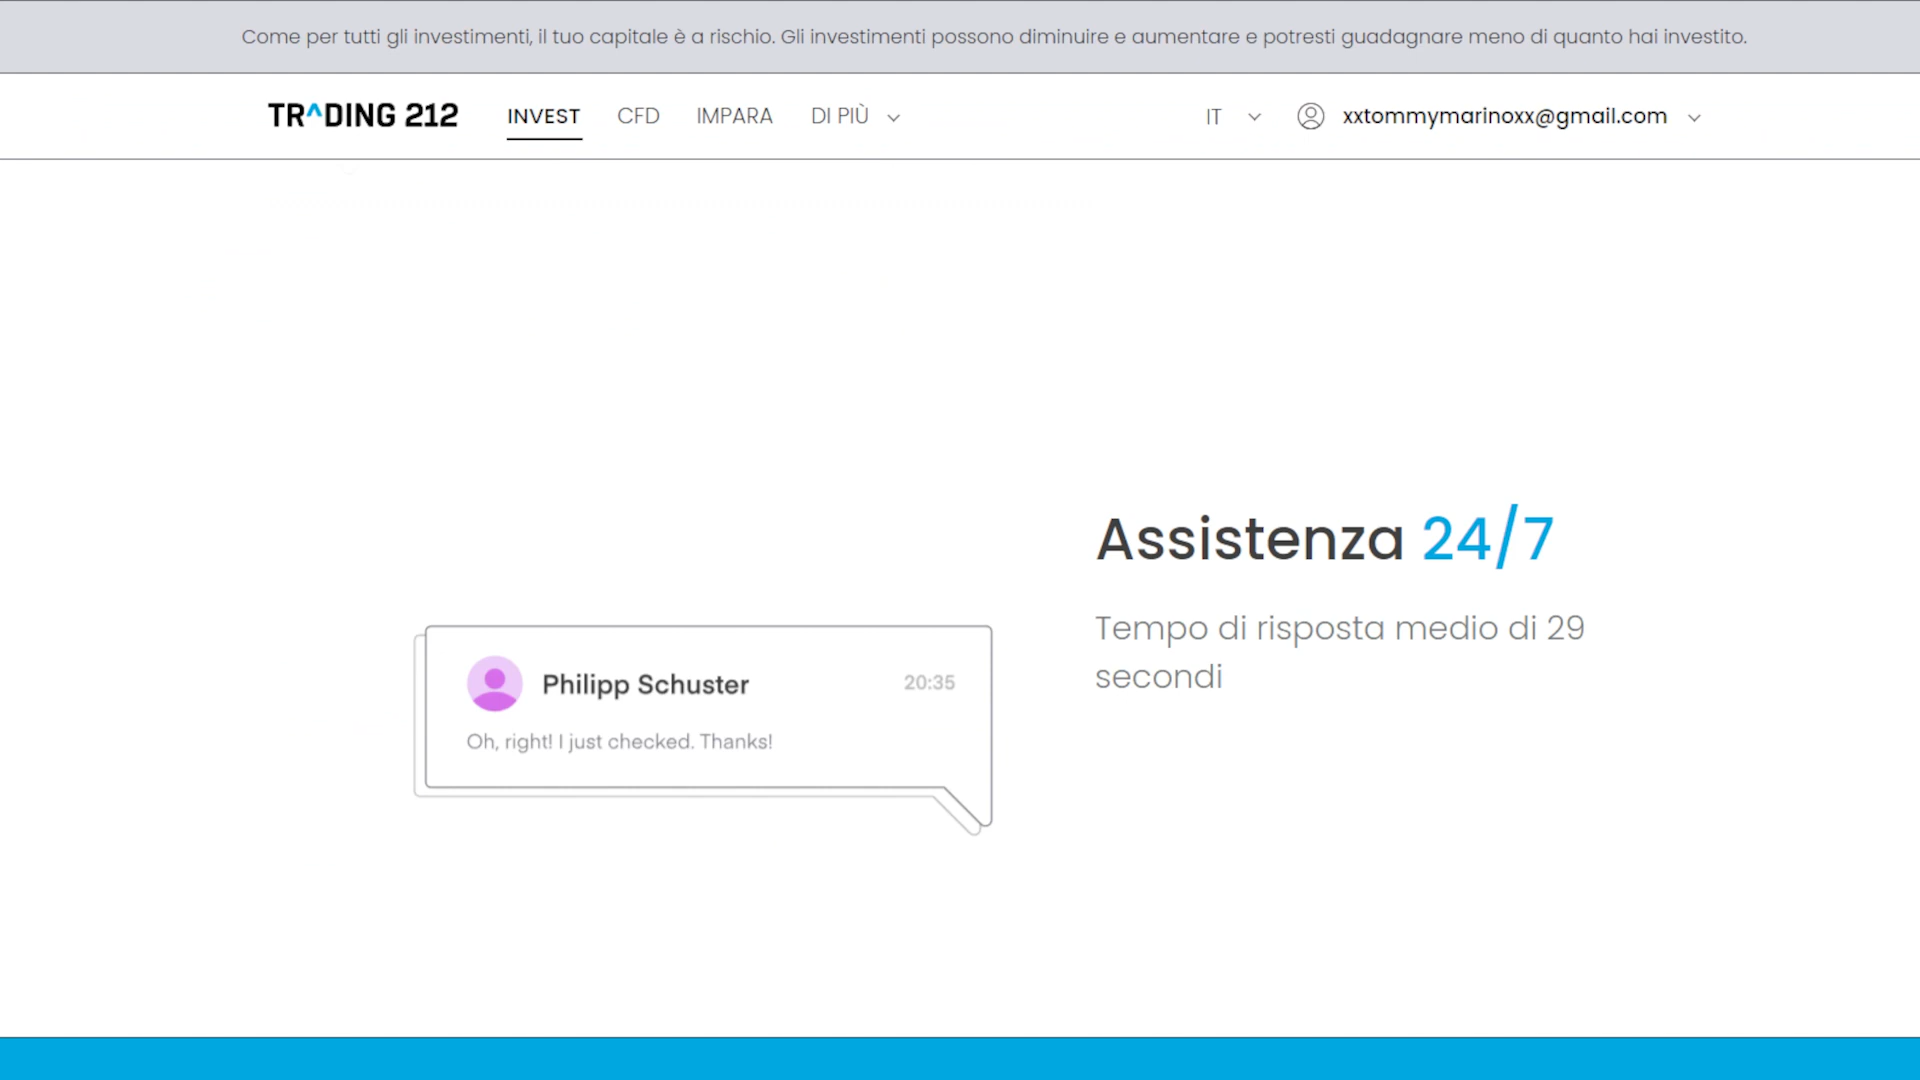 Come per tutti gli investimenti, il tuo capitale è a rischio. Gli investimenti possono diminuire e aumentare e potresti guadagnare meno di quanto hai investito.
TR^DING 212 INVEST CFD IMPARA DI PIÙ IT xxtommymarinoxx@gmail.com
Assistenza 24/7
Tempo di risposta medio di 29
secondi
Philipp Schuster 20:35
Oh, right! I just checked. Thanks!